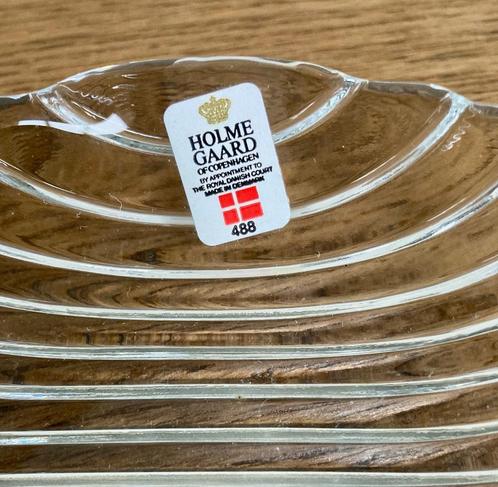 HOLME
GAARD
OF COPENHAGEN
BY APPOINTMENT TO
THE ROYAL DANISH COURT
MADE IN DENMARK
488